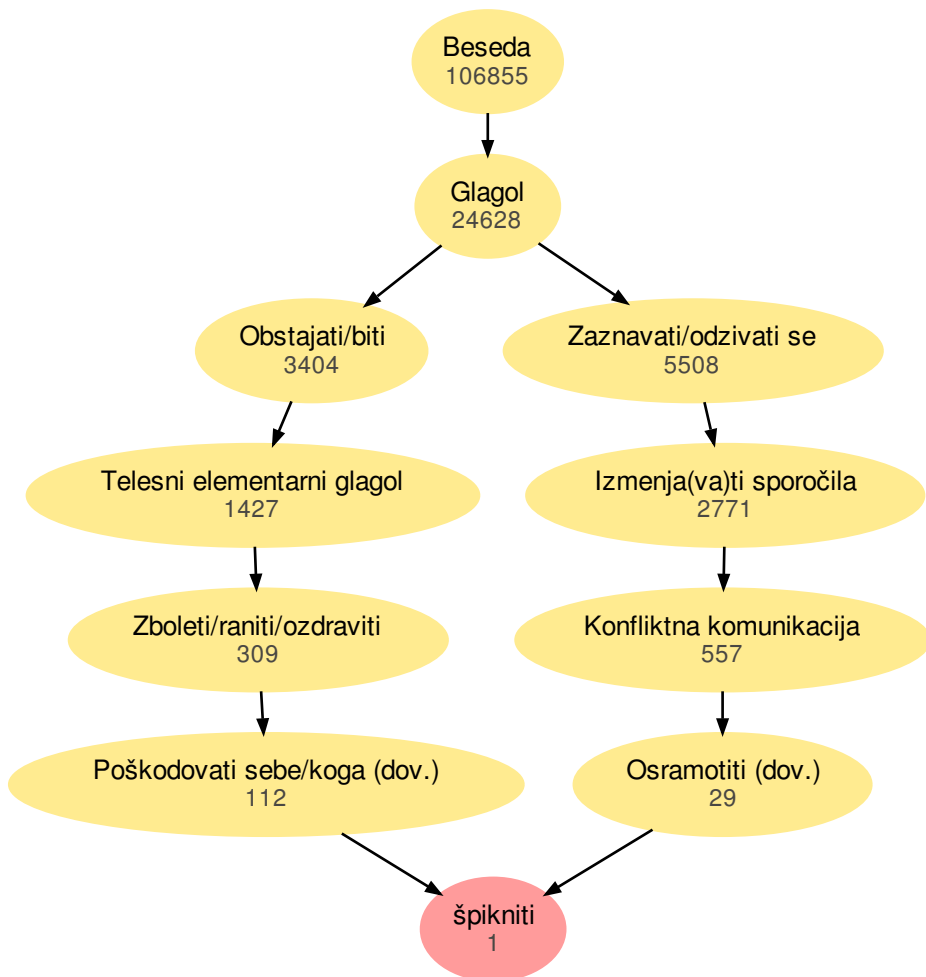 Beseda
106855
Glagol
24628
Obstajati/biti
3404
Zaznavati/odzivati se
5508
Telesni elementarni glagol
1427
Izmenja(va)ti sporočila
2771
Zboleti/raniti/ozdraviti
309
Konfliktna komunikacija
557
Poškodovati sebe/koga (dov.)
112
Osramotiti (dov.)
29
špikniti
1